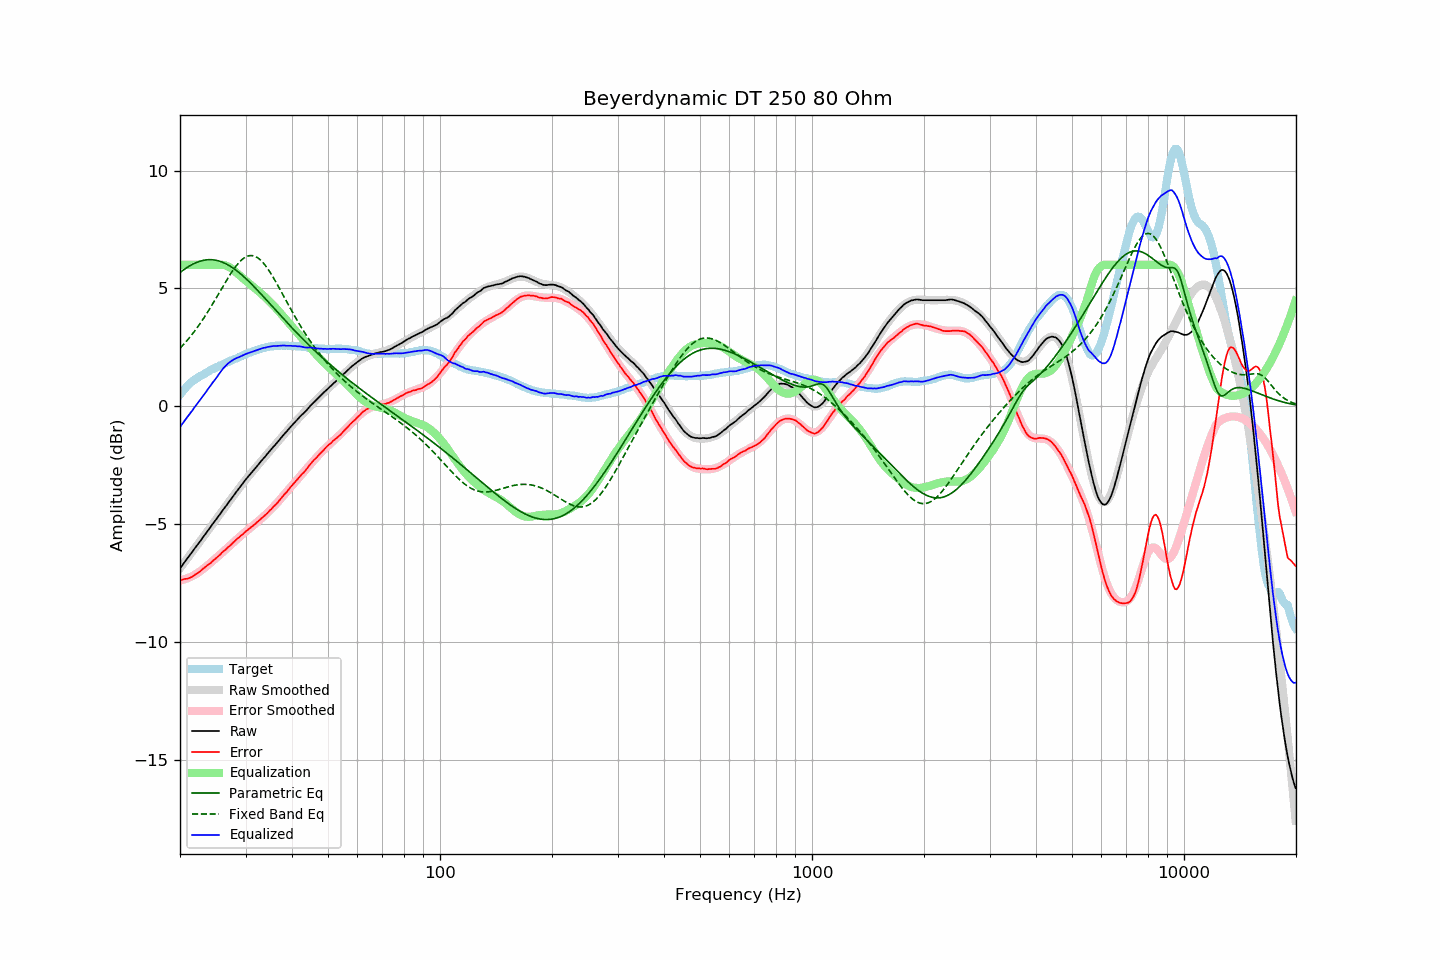 Beyerdynamic DT 250 80 Ohm
Amplitude (dBr)
10
5
0
−5
−10
−15
Target
Raw Smoothed
Error Smoothed
Raw
Error
Equalization
Parametric Eq
Fixed Band Eq
Equalized
100
1000
10000
Frequency (Hz)